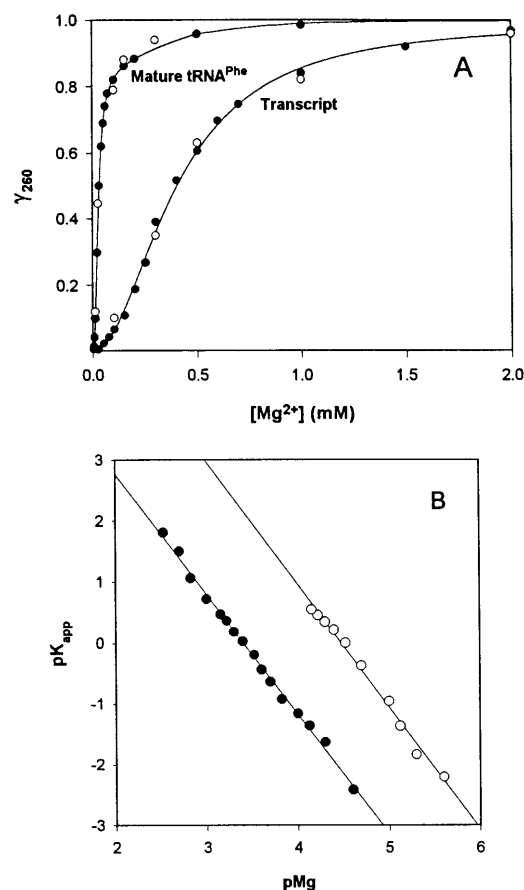 A
γ260
1.0
0.8
0.6
0.4
0.2
Mature tRNAPhe
Transcript
0.0 0.5 1.0 1.5 2.0
[Mg2+] (mM)
B
pKapp
3
2
1
0
-1
-2
-3
2 3 4 5 6
pMg